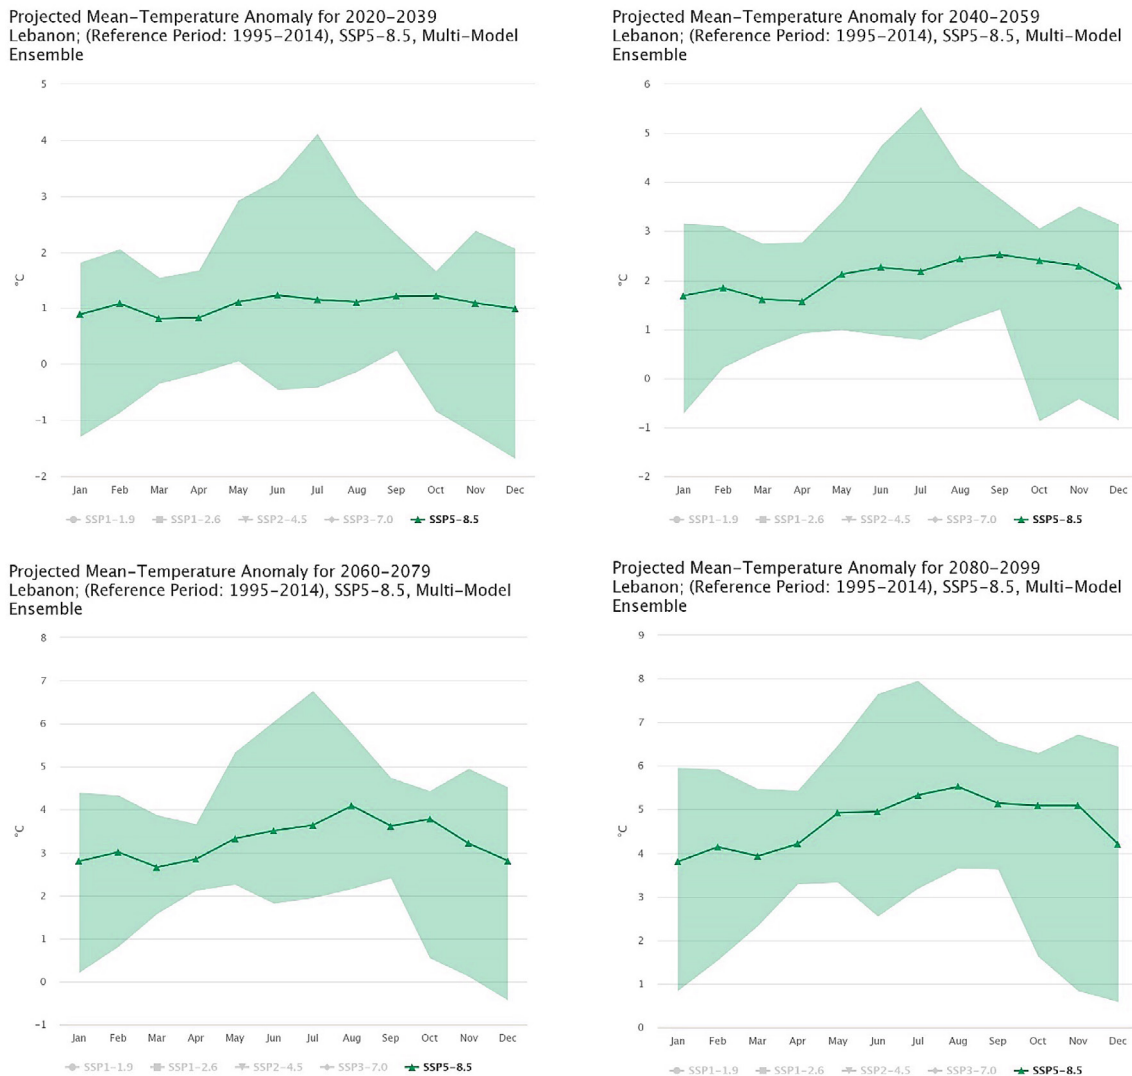 Projected Mean-Temperature Anomaly for 2020-2039
Lebanon; (Reference Period: 1995-2014), SSP5-8.5, Multi-Model
Ensemble
5
4
3
2
1
0
-1
-2
°C
Jan Feb Mar Apr May Jun Jul Aug Sep Oct Nov Dec
SSP1-1.9 SSP1-2.6 SSP2-4.5 SSP3-7.0 SSP5-8.5
Projected Mean-Temperature Anomaly for 2040-2059
Lebanon; (Reference Period: 1995-2014), SSP5-8.5, Multi-Model
Ensemble
6
5
4
3
2
1
0
-1
-2
°C
Jan Feb Mar Apr May Jun Jul Aug Sep Oct Nov Dec
SSP1-1.9 SSP1-2.6 SSP2-4.5 SSP3-7.0 SSP5-8.5
Projected Mean-Temperature Anomaly for 2060-2079
Lebanon; (Reference Period: 1995-2014), SSP5-8.5, Multi-Model
Ensemble
8
7
6
5
4
3
2
1
0
-1
°C
Jan Feb Mar Apr May Jun Jul Aug Sep Oct Nov Dec
SSP1-1.9 SSP1-2.6 SSP2-4.5 SSP3-7.0 SSP5-8.5
Projected Mean-Temperature Anomaly for 2080-2099
Lebanon; (Reference Period: 1995-2014), SSP5-8.5, Multi-Model
Ensemble
9
8
7
6
5
4
3
2
1
0
°C
Jan Feb Mar Apr May Jun Jul Aug Sep Oct Nov Dec
SSP1-1.9 SSP1-2.6 SSP2-4.5 SSP3-7.0 SSP5-8.5